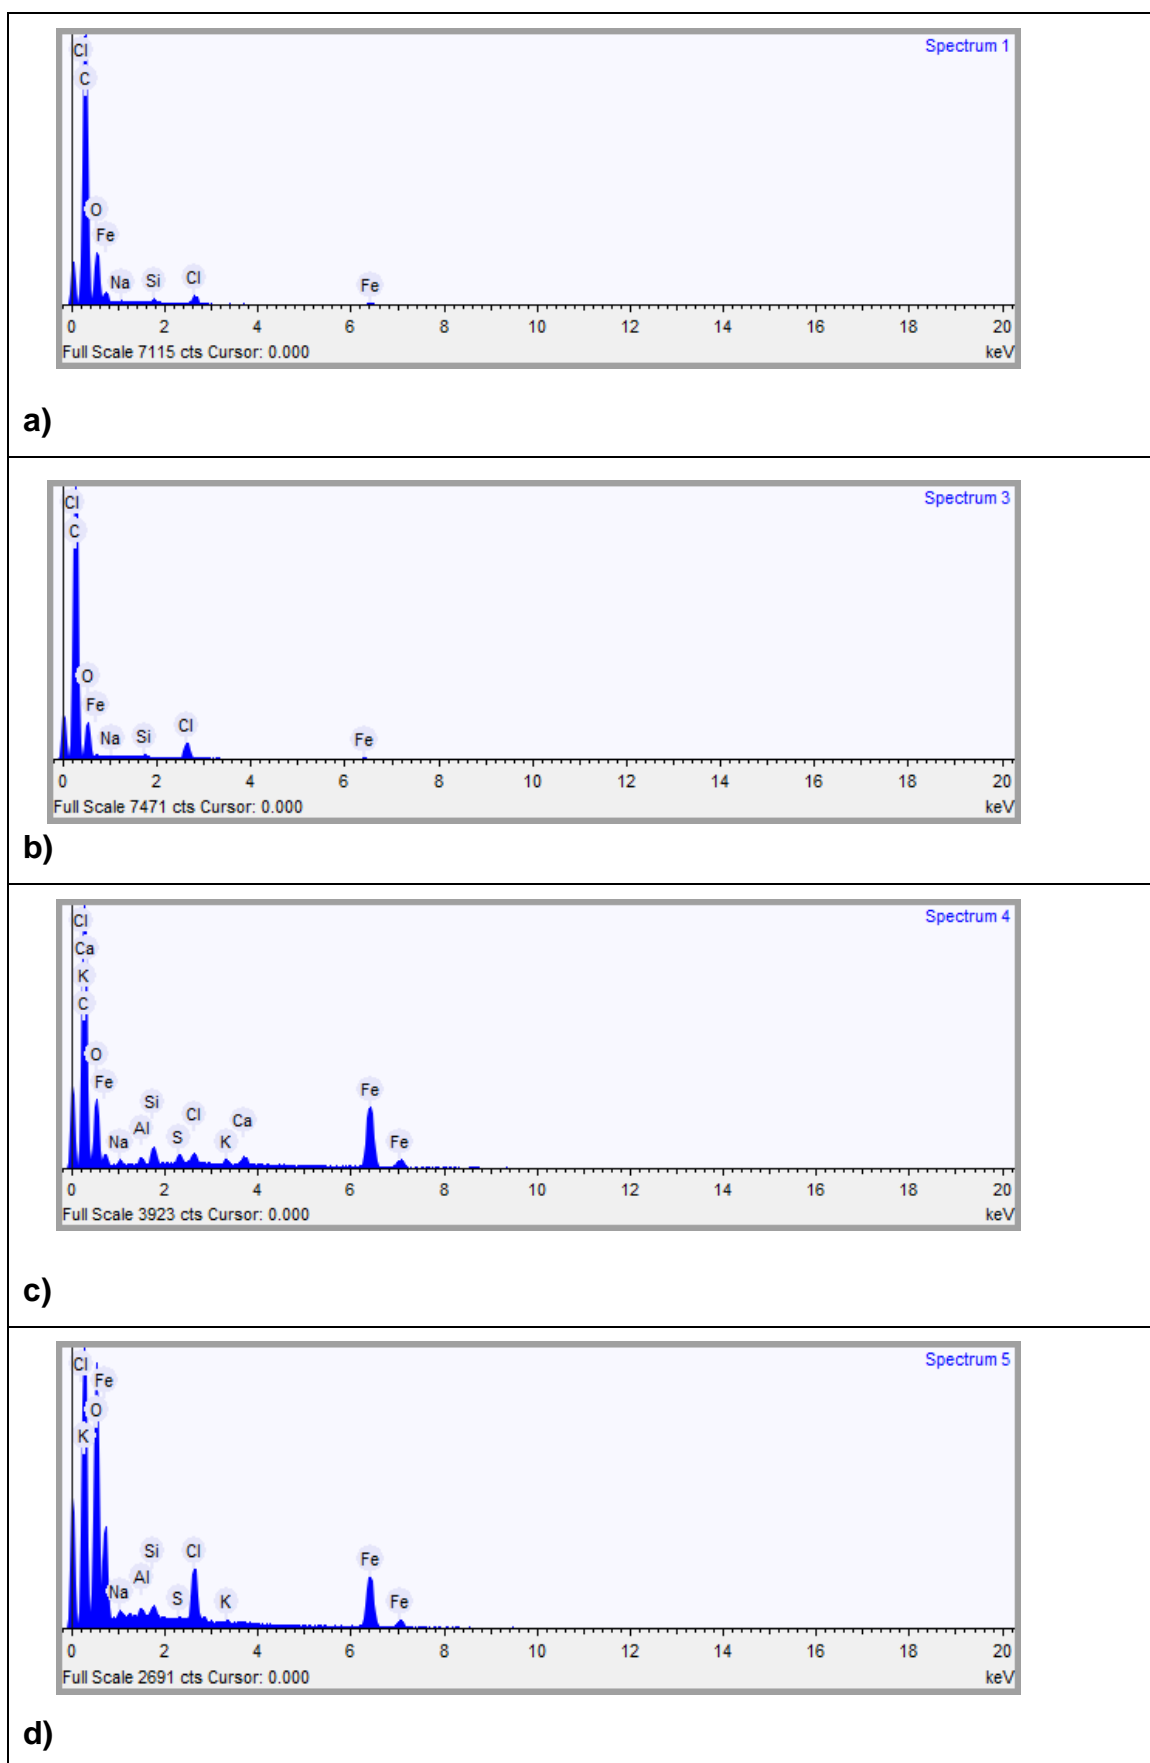 Spectrum 1
Cl
C
O
Fe
Na Si Cl Fe
0 2 4 6 8 10 12 14 16 18 20
Full Scale 7115 cts Cursor: 0.000 keV
a)
Spectrum 3
Cl
C
O
Fe
Na Si Cl Fe
0 2 4 6 8 10 12 14 16 18 20
Full Scale 7471 cts Cursor: 0.000 keV
b)
Spectrum 4
Cl
Ca
K
C
O
Fe Fe
Si
Cl
Ca
Al
S
Na K Fe
0 2 4 6 8 10 12 14 16 18 20
Full Scale 3923 cts Cursor: 0.000 keV
c)
Spectrum 5
Cl
Fe
O
K
Si Cl
Fe
Al
Na S K Fe
0 2 4 6 8 10 12 14 16 18 20
Full Scale 2691 cts Cursor: 0.000 keV
d)